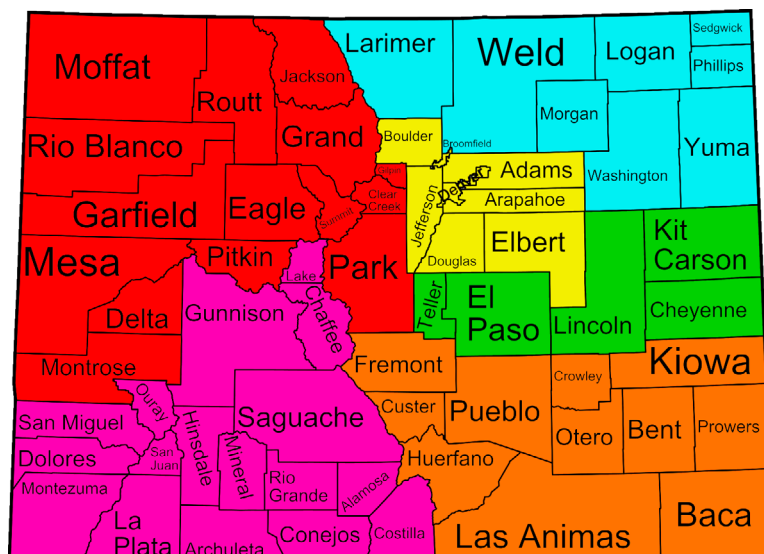 Larimer
Weld
Logan
Sedgwick
Phillips
Moffat
Routt
Jackson
Grand
Morgan
Boulder
Broomfield
Yuma
Rio Blanco
Washington
Gilpin
Clear
Creek
Denver
Adams
Arapahoe
Garfield
Eagle
Summit
Jefferson
Douglas
Elbert
Kit
Carson
Mesa
Pitkin
Lake
Park
Gunnison
Chaffee
Teller
El
Paso
Lincoln
Cheyenne
Delta
Montrose
Fremont
Kiowa
Crowley
Ouray
San Miguel
Saguache
Custer
Pueblo
Otero
Bent
Prowers
Dolores
San
Juan
Hinsdale
Mineral
Rio
Grande
Alamosa
Huerfano
Montezuma
La
Plata
Archuleta
Conejos
Costilla
Las Animas
Baca